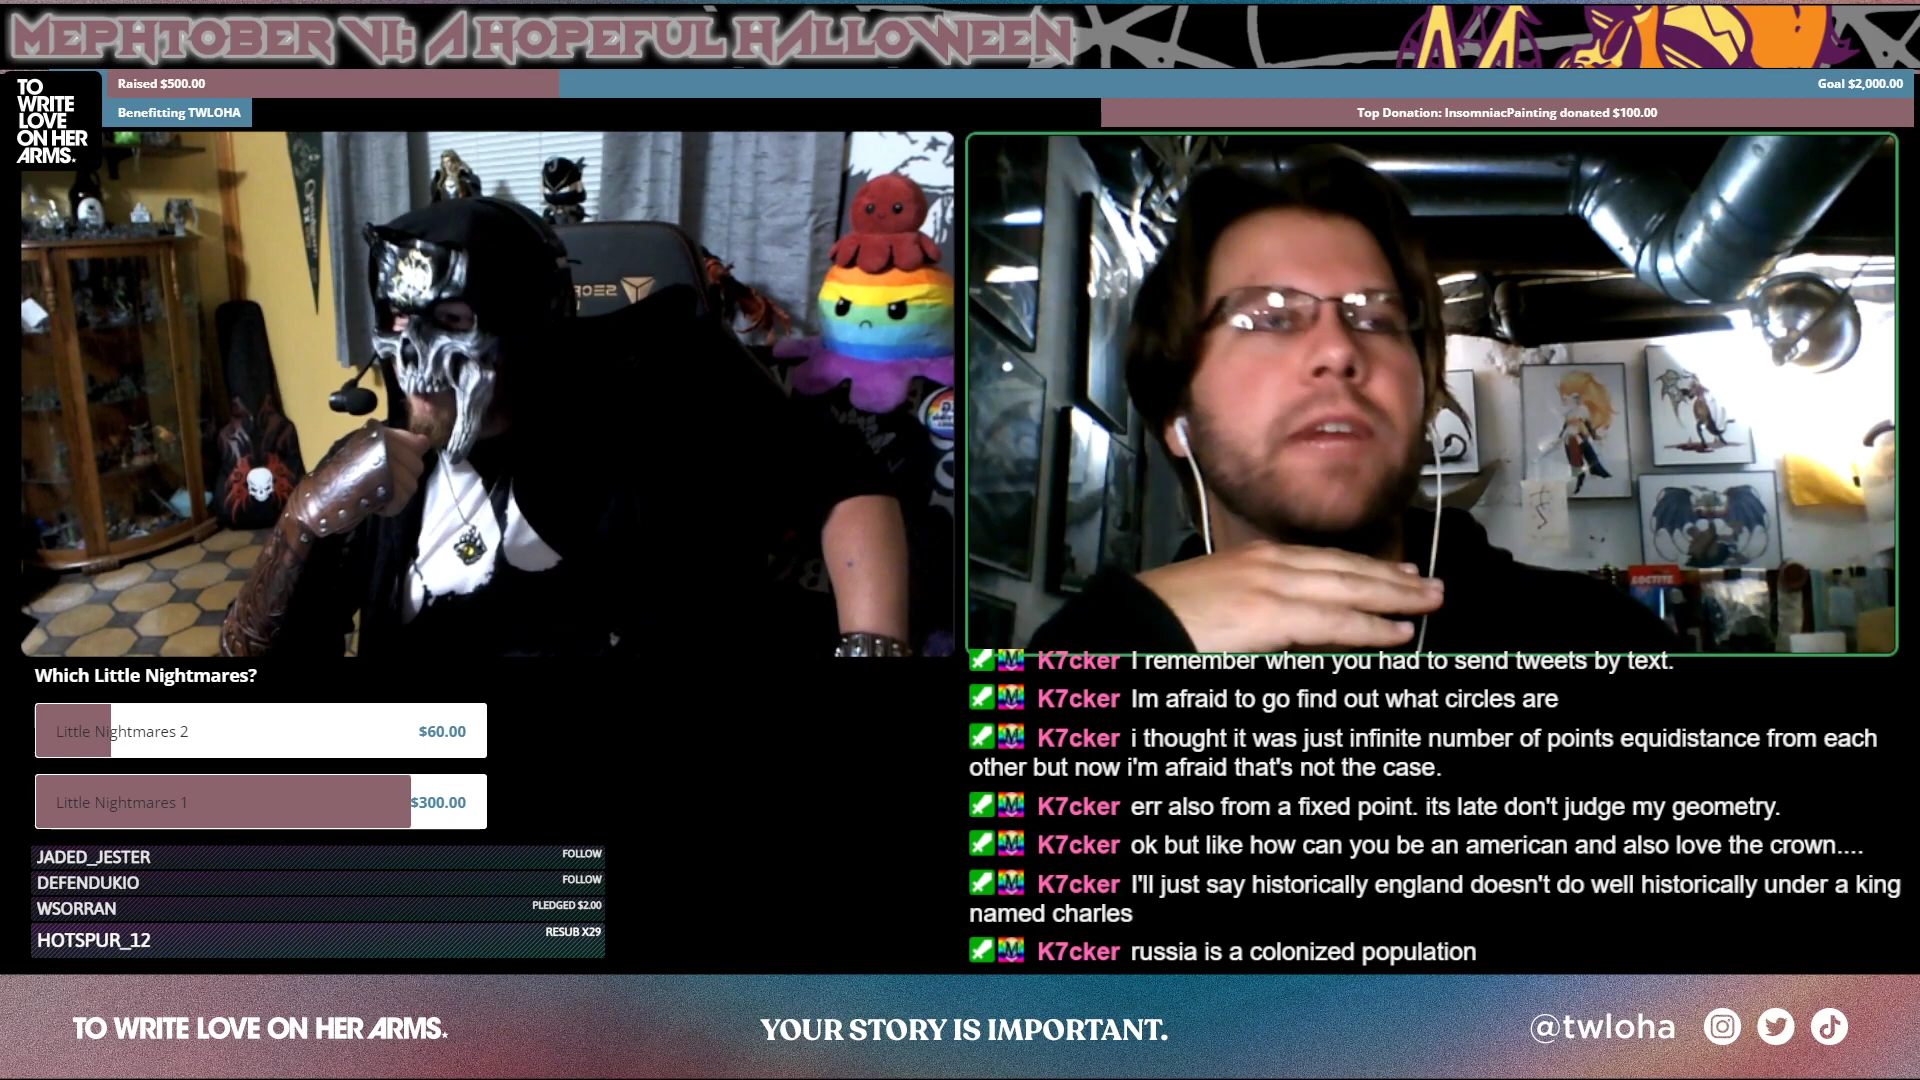 MEPHTOBER VI: A HOPEFUL HALLOWEEN
TO
WRITE
LOVE
ON HER
ARMS.
Raised $500.00
Goal $2,000.00
Benefitting TWLOHA
Top Donation: InsomniacPainting donated $100.00
LOCTITE
Which Little Nightmares?
Little Nightmares 2
$60.00
Little Nightmares 1
$300.00
JADED_JESTER
FOLLOW
DEFENDUKIO
FOLLOW
WSORRAN
PLEDGED $2.00
HOTSPUR_12
RESUB X29
K7cker I remember when you had to send tweets by text.
K7cker Im afraid to go find out what circles are
K7cker i thought it was just infinite number of points equidistance from each
other but now i'm afraid that's not the case.
K7cker err also from a fixed point. its late don't judge my geometry.
K7cker ok but like how can you be an american and also love the crown....
K7cker I'll just say historically england doesn't do well historically under a king
named charles
K7cker russia is a colonized population
TO WRITE LOVE ON HER ARMS.
YOUR STORY IS IMPORTANT.
@twloha